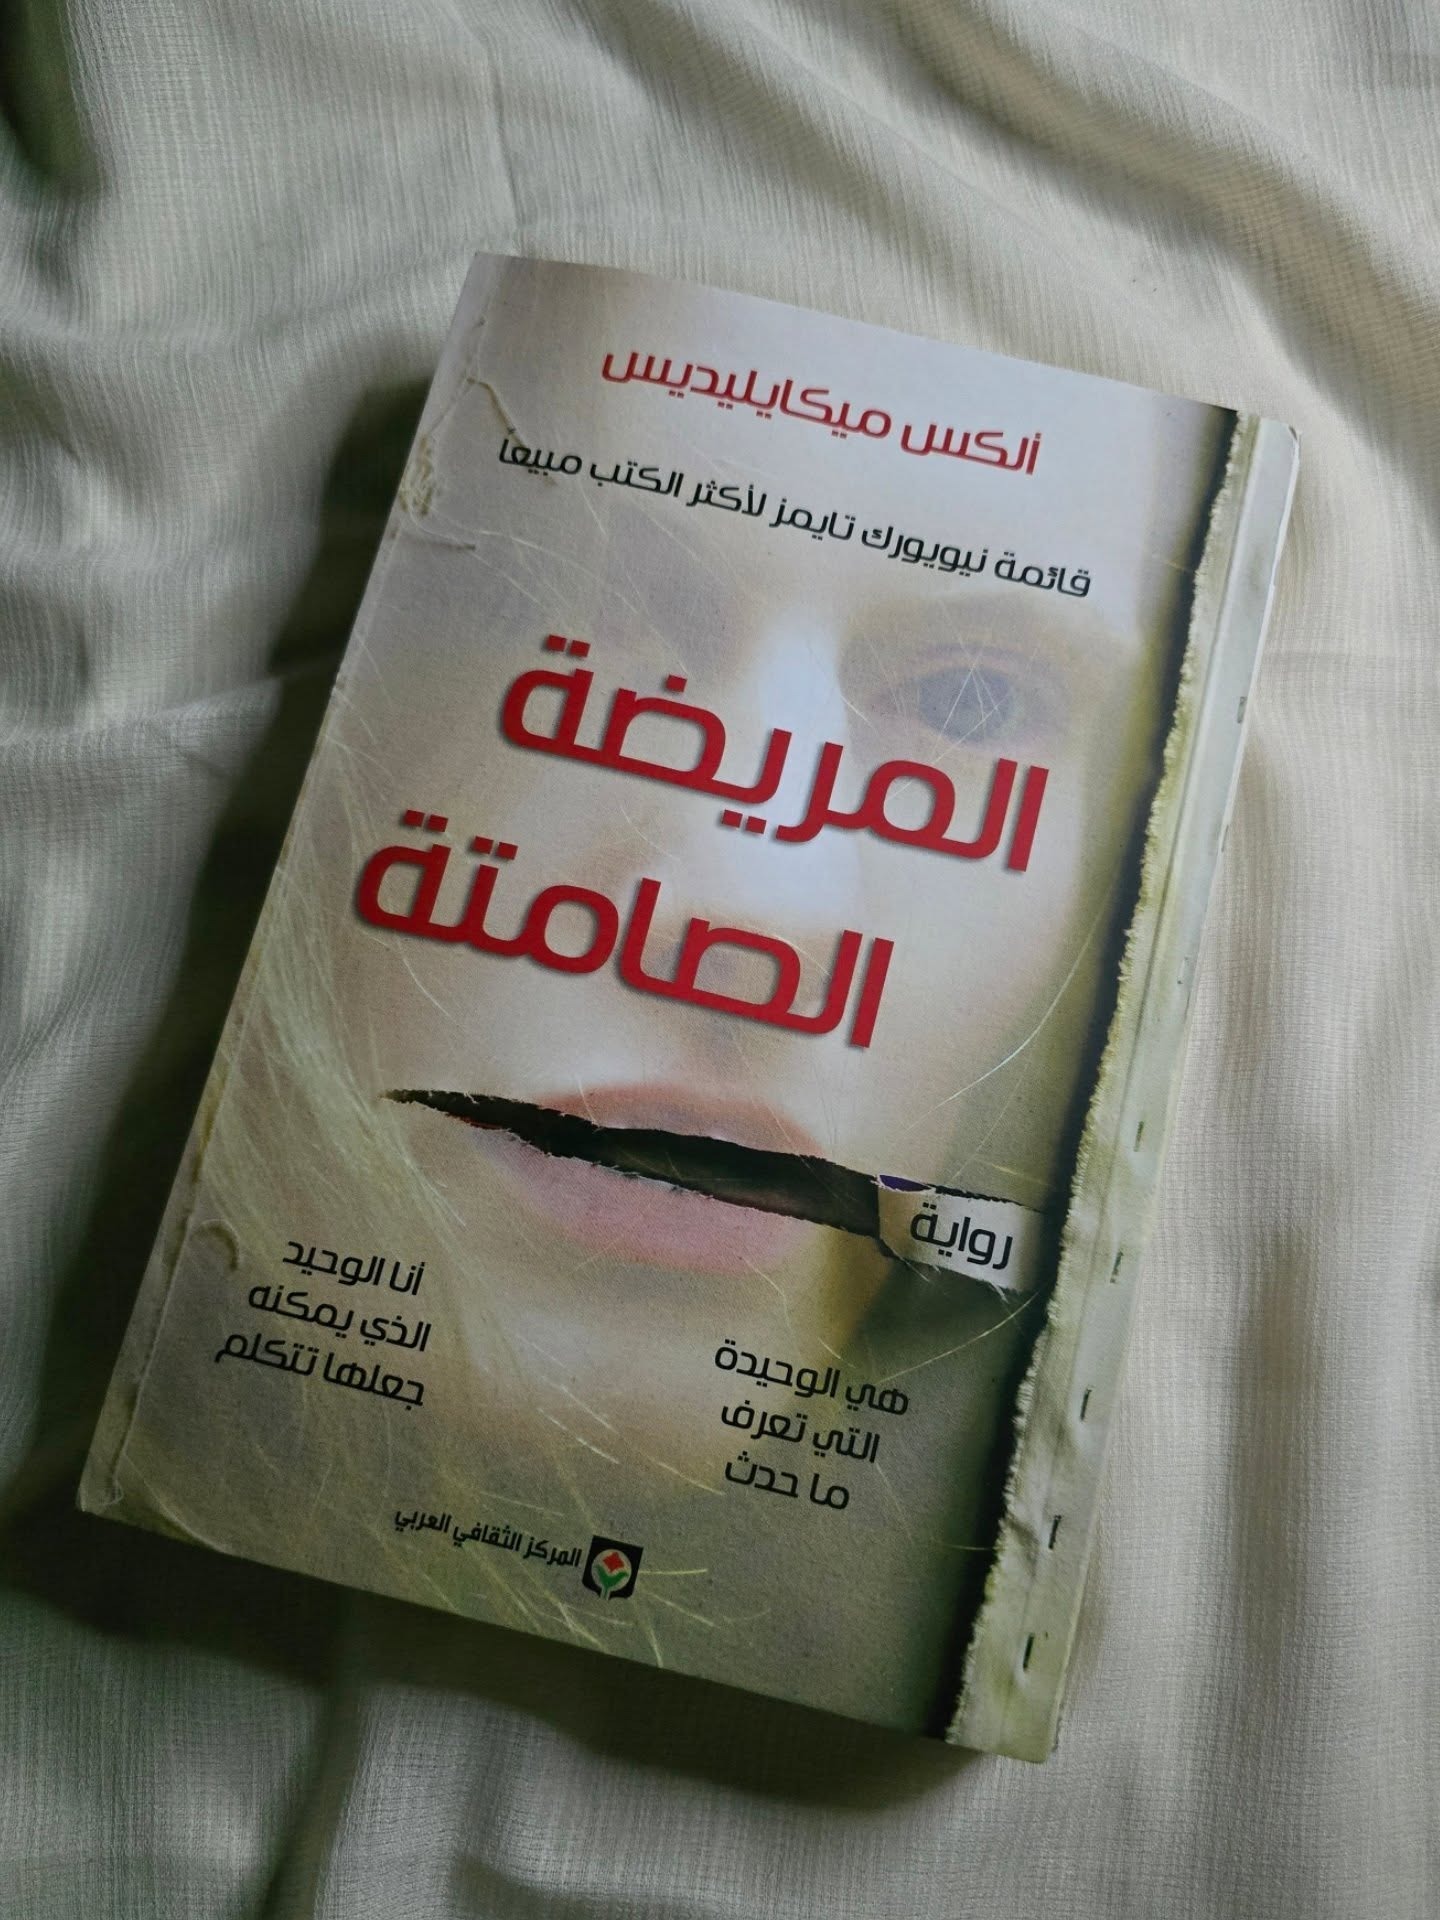 ألكس ميكايليديس
قائمة نيويورك تايمز لأكثر الكتب مبيعاً
المريضة
الصامتة
رواية
هي الوحيدة
التي تعرف
ما حدث
أنا الوحيد
الذي يمكنه
جعلها تتكلم
المركز الثقافي العربي